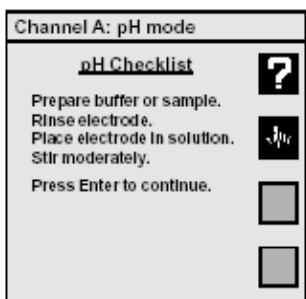 Channel A: pH mode
pH Checklist
?
Prepare buffer or sample.
Rinse electrode.
Place electrode in solution.
Stir moderately.
Press Enter to continue.